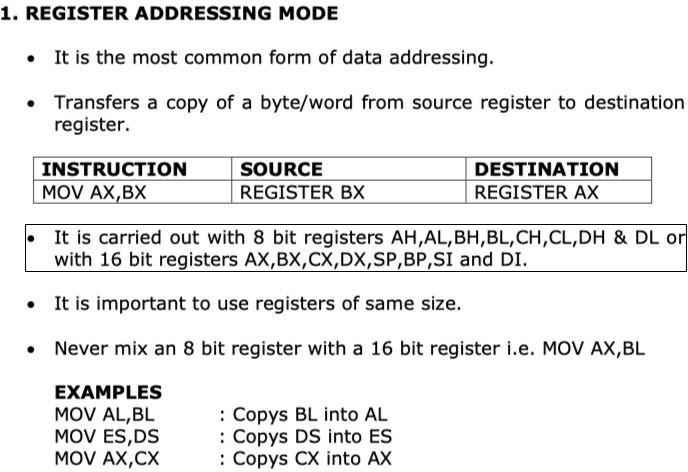 1. REGISTER ADDRESSING MODE
• It is the most common form of data addressing.
• Transfers a copy of a byte/word from source register to destination
register.
INSTRUCTION SOURCE DESTINATION
MOV AX,BX REGISTER BX REGISTER AX
• It is carried out with 8 bit registers AH,AL,BH,BL,CH,CL,DH & DL or
with 16 bit registers AX,BX,CX,DX,SP,BP,SI and DI.
• It is important to use registers of same size.
• Never mix an 8 bit register with a 16 bit register i.e. MOV AX,BL
EXAMPLES
MOV AL,BL : Copys BL into AL
MOV ES,DS : Copys DS into ES
MOV AX,CX : Copys CX into AX